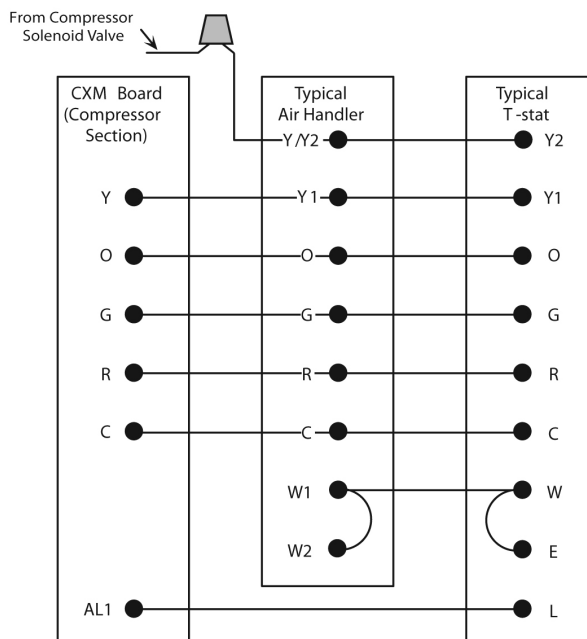 From Compressor
Solenoid Valve
CXM Board
(Compressor
Section)
Typical
Air Handler
Typical
T-stat
Y/Y2
Y2
Y
Y1
Y1
O
O
O
G
G
G
R
R
R
C
C
C
W1
W
W2
E
AL1
L